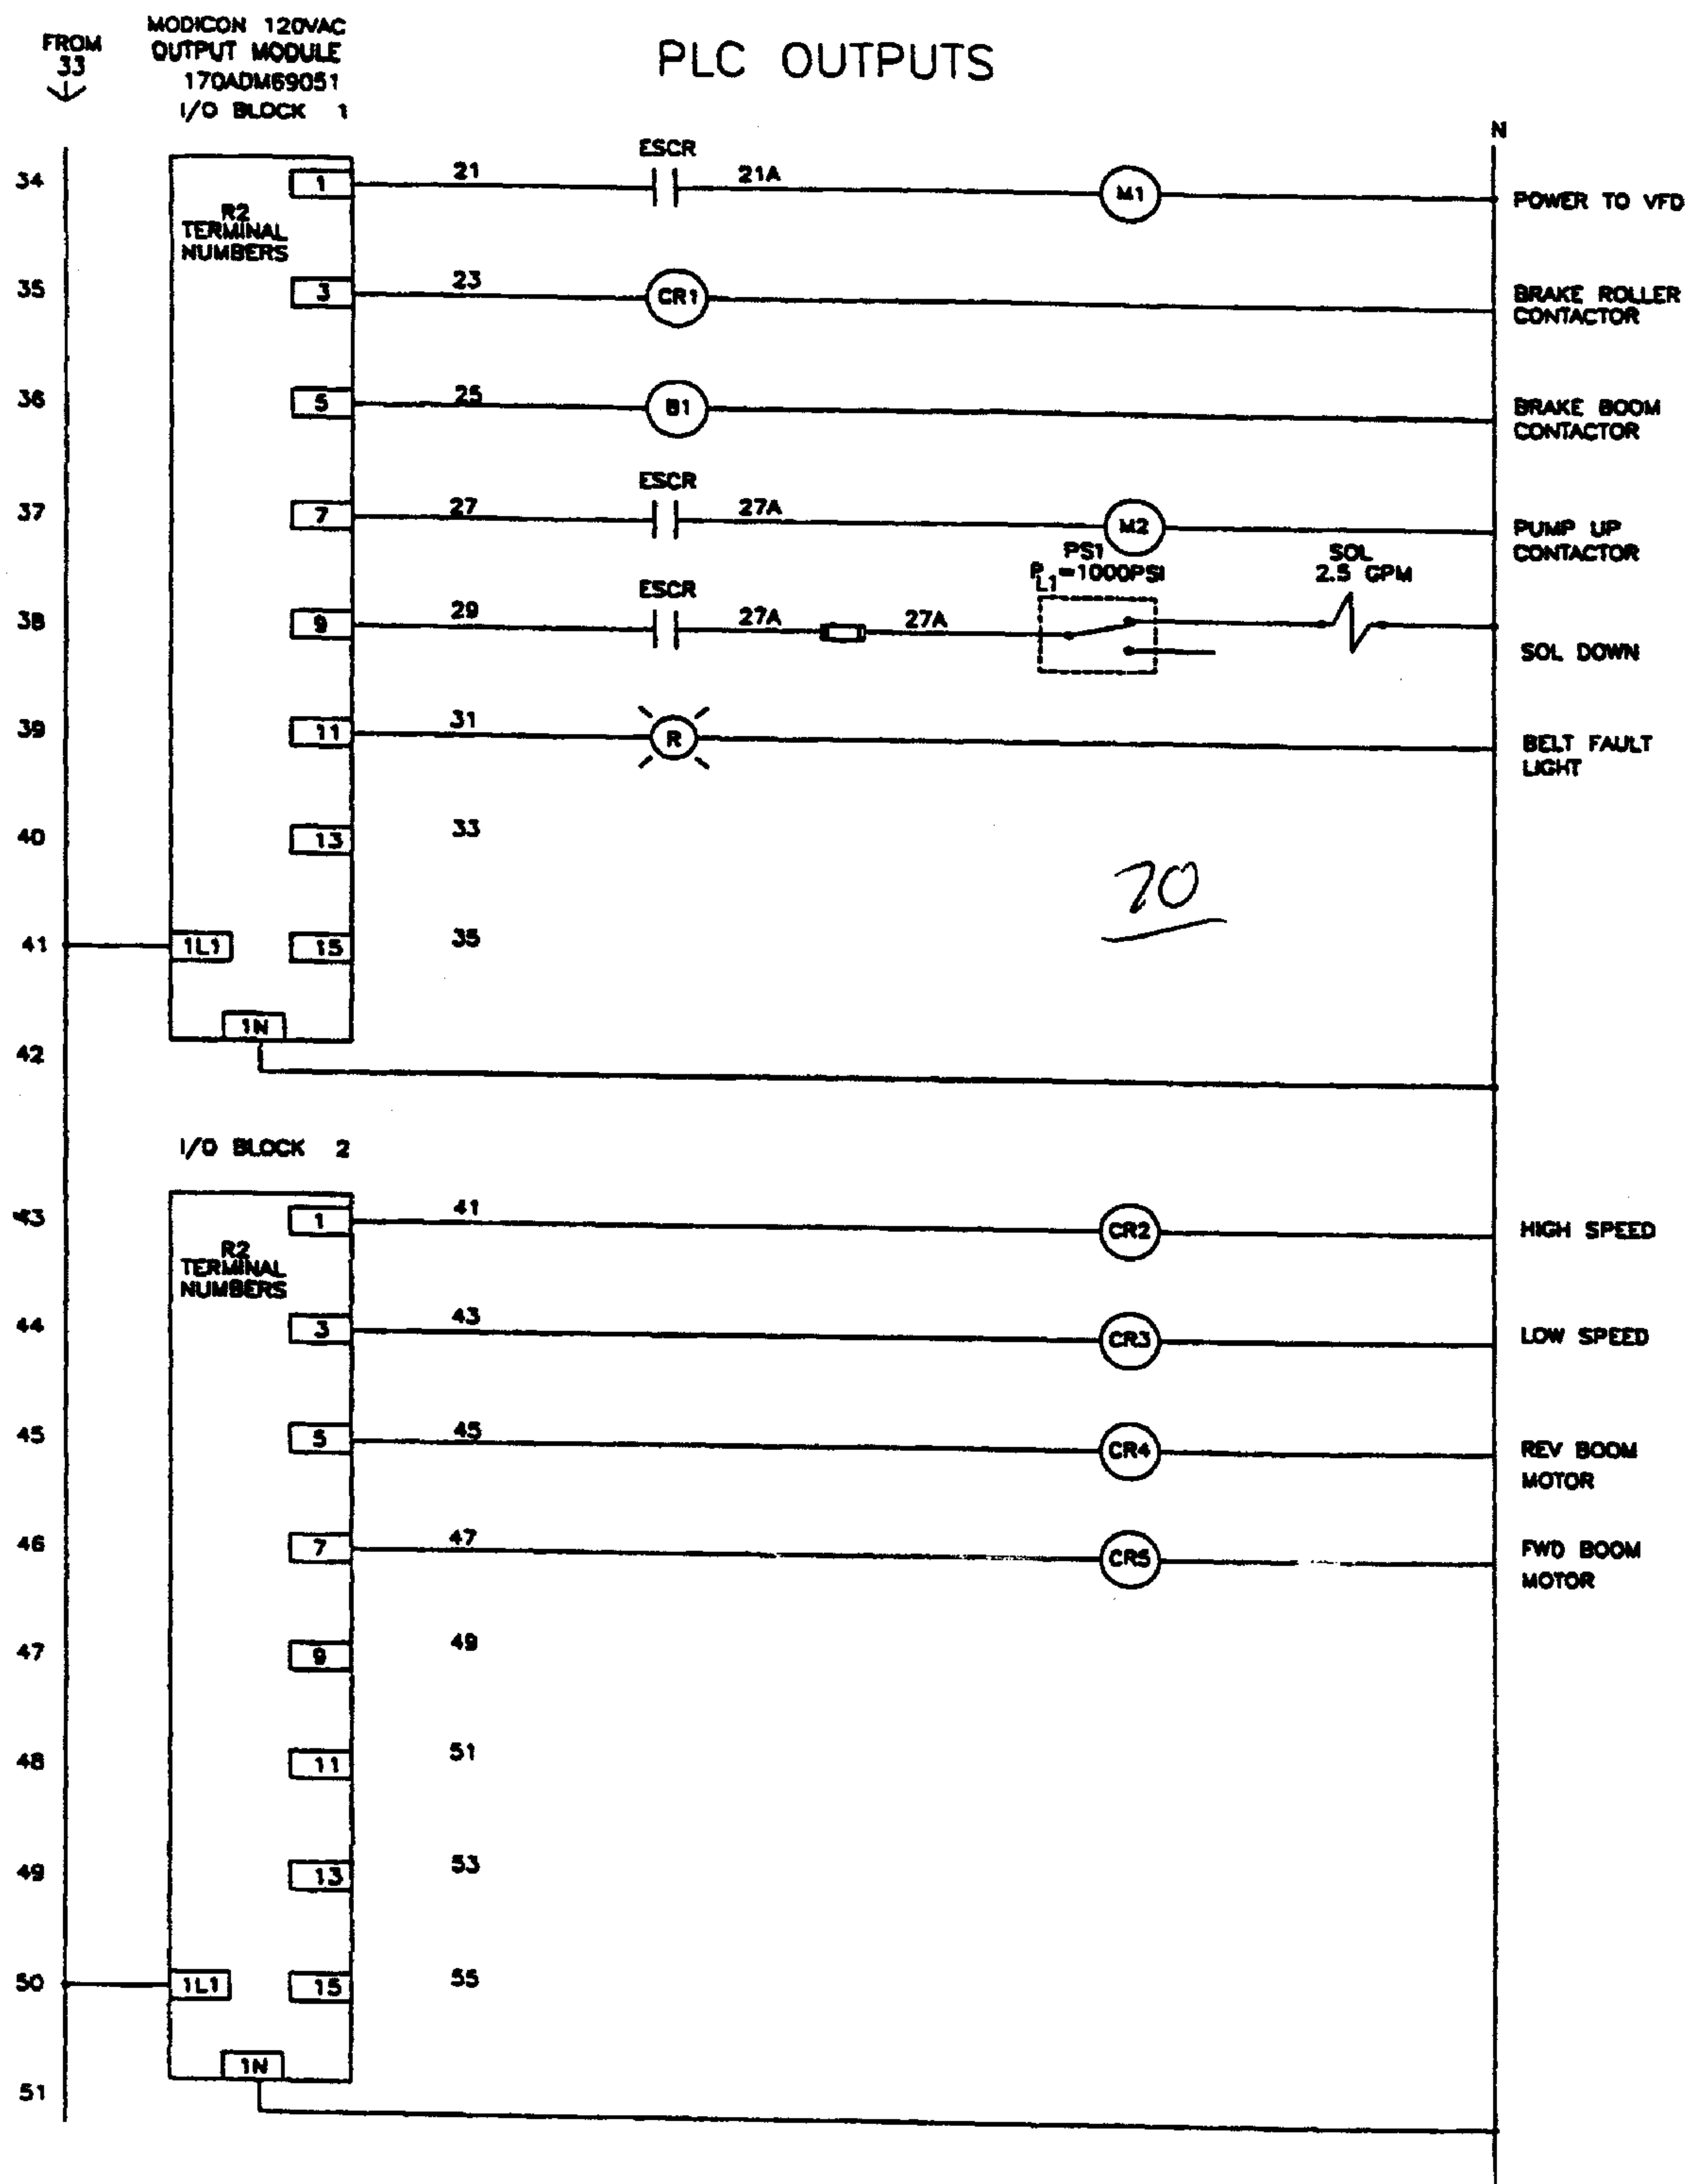 FROM
33
MODICON 120VAC
OUTPUT MODULE
170ADM69051
I/O BLOCK 1
PLC OUTPUTS
N
34
1
21
ESCR
21A
M1
POWER TO VFD
R2
TERMINAL
NUMBERS
35
3
23
CR1
BRAKE ROLLER
CONTACTOR
36
5
25
B1
BRAKE BOOM
CONTACTOR
37
7
27
ESCR
27A
M2
PUMP UP
CONTACTOR
PS1
PL1=1000PSI
SOL
2.5 GPM
38
9
29
ESCR
27A
27A
SOL DOWN
39
11
31
R
BELT FAULT
LIGHT
40
13
33
70
41
1L1
15
35
1N
42
I/O BLOCK 2
43
1
41
CR2
HIGH SPEED
R2
TERMINAL
NUMBERS
44
3
43
CR3
LOW SPEED
45
5
45
CR4
REV BOOM
MOTOR
46
7
47
CR5
FWD BOOM
MOTOR
47
9
49
48
11
51
49
13
53
50
1L1
15
55
1N
51